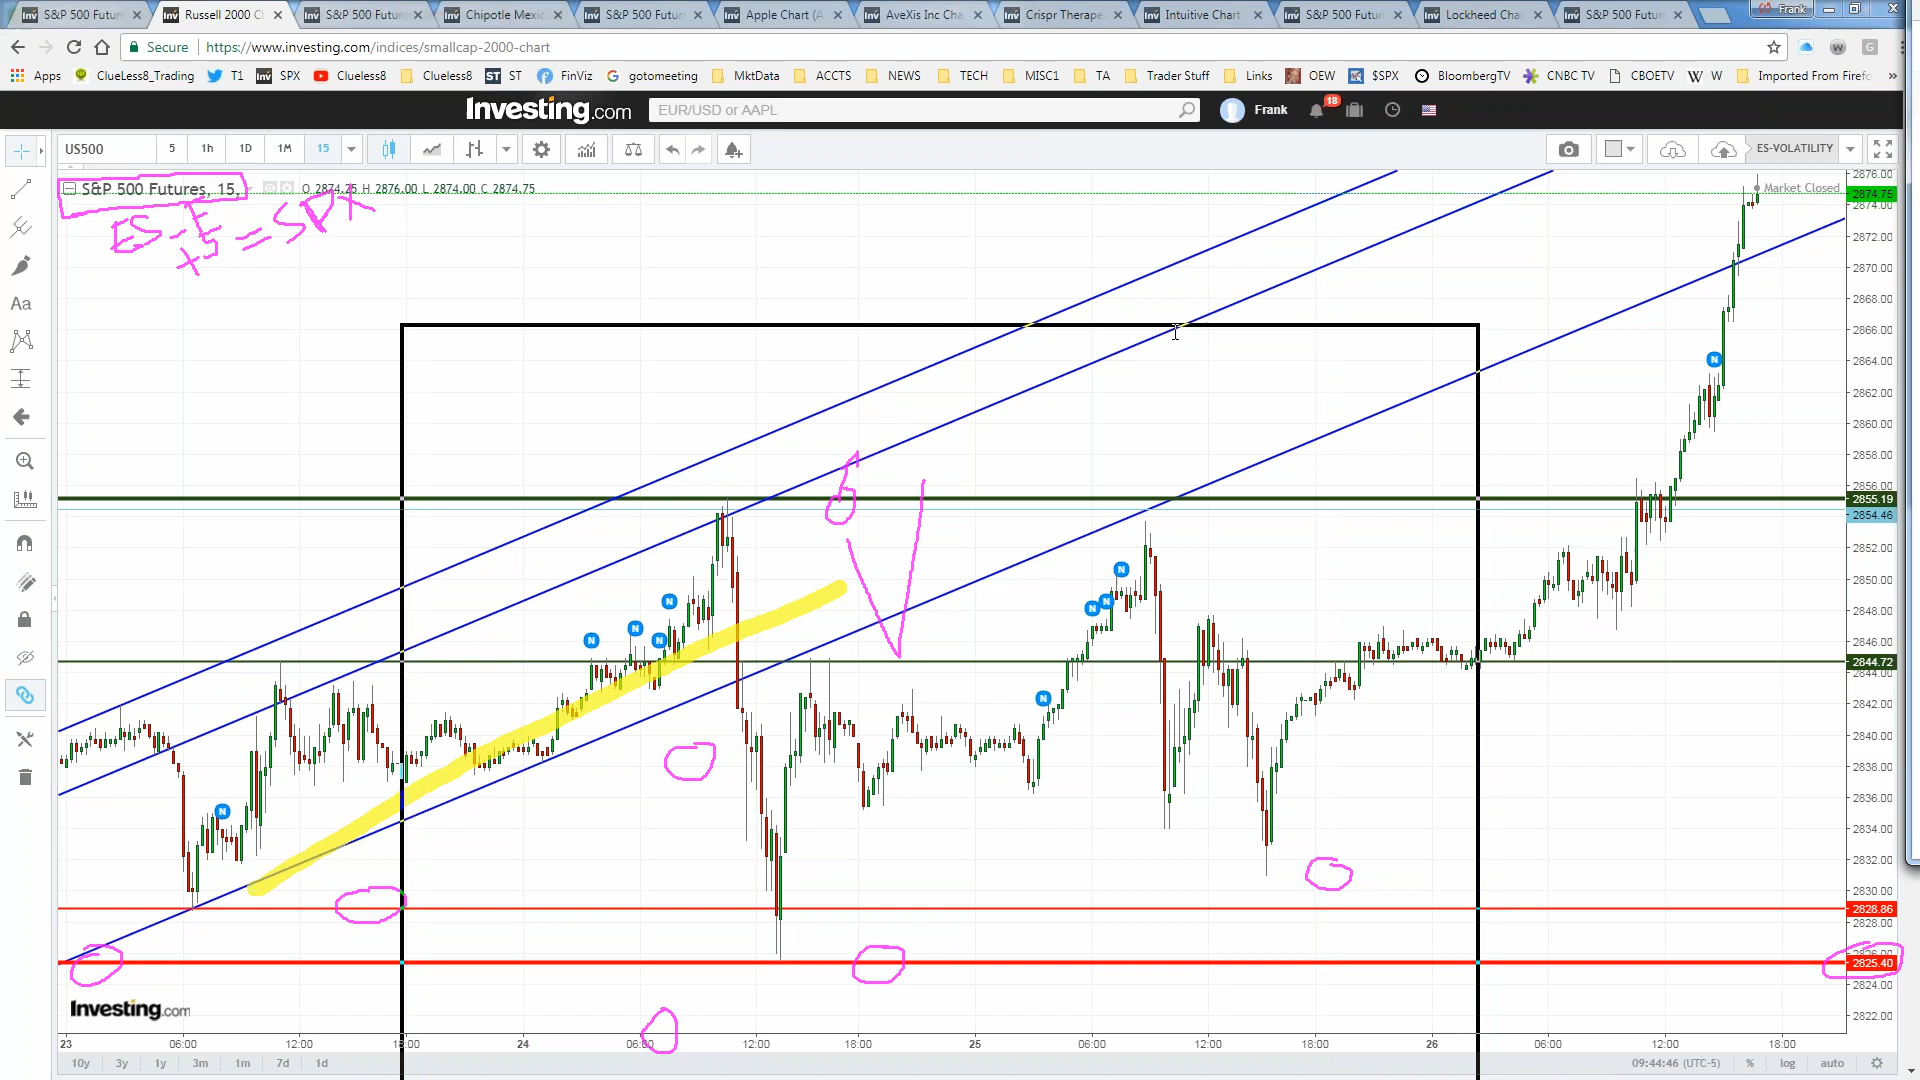 S&P 500 Futur
Russell 2000 C
S&P 500 Futur
Chipotle Mexic
S&P 500 Futur
Apple Chart (A
AveXis Inc Cha
Crispr Therape
Intuitive Chart
S&P 500 Futur
Lockheed Char
S&P 500 Futur
Frank
Secure
https://www.investing.com/indices/smallcap-2000-chart
Apps ClueLess8_Trading T1 SPX Clueless8 Clueless8 ST FinViz gotomeeting MktData ACCTS NEWS TECH MISC1 TA Trader Stuff Links OEW $SPX BloombergTV CNBC TV CBOETV W Imported From Firefo »
Investing.com EUR/USD or AAPL Frank 18
US500 5 1h 1D 1M 15 ES-VOLATILITY
S&P 500 Futures, 15, O 2874.25 H 2876.00 L 2874.00 C 2874.75
Market Closed
ES - 5 = SPX
Aa
2876.00
2874.75
2874.00
2872.00
2870.00
2868.00
2866.00
2864.00
2862.00
2860.00
2858.00
2856.00
2855.19
2854.46
2852.00
2850.00
2848.00
2846.00
2844.72
2844.00
2842.00
2840.00
2838.00
2836.00
2834.00
2832.00
2830.00
2828.86
2828.00
2825.40
2824.00
2822.00
N
N
N
N
N
N
N
N
N
N
Investing.com
23 06:00 12:00 18:00 24 06:00 12:00 18:00 25 06:00 12:00 18:00 26 06:00 12:00 18:00
10y 3y 1y 3m 1m 7d 1d 09:44:46 (UTC-5) % log auto